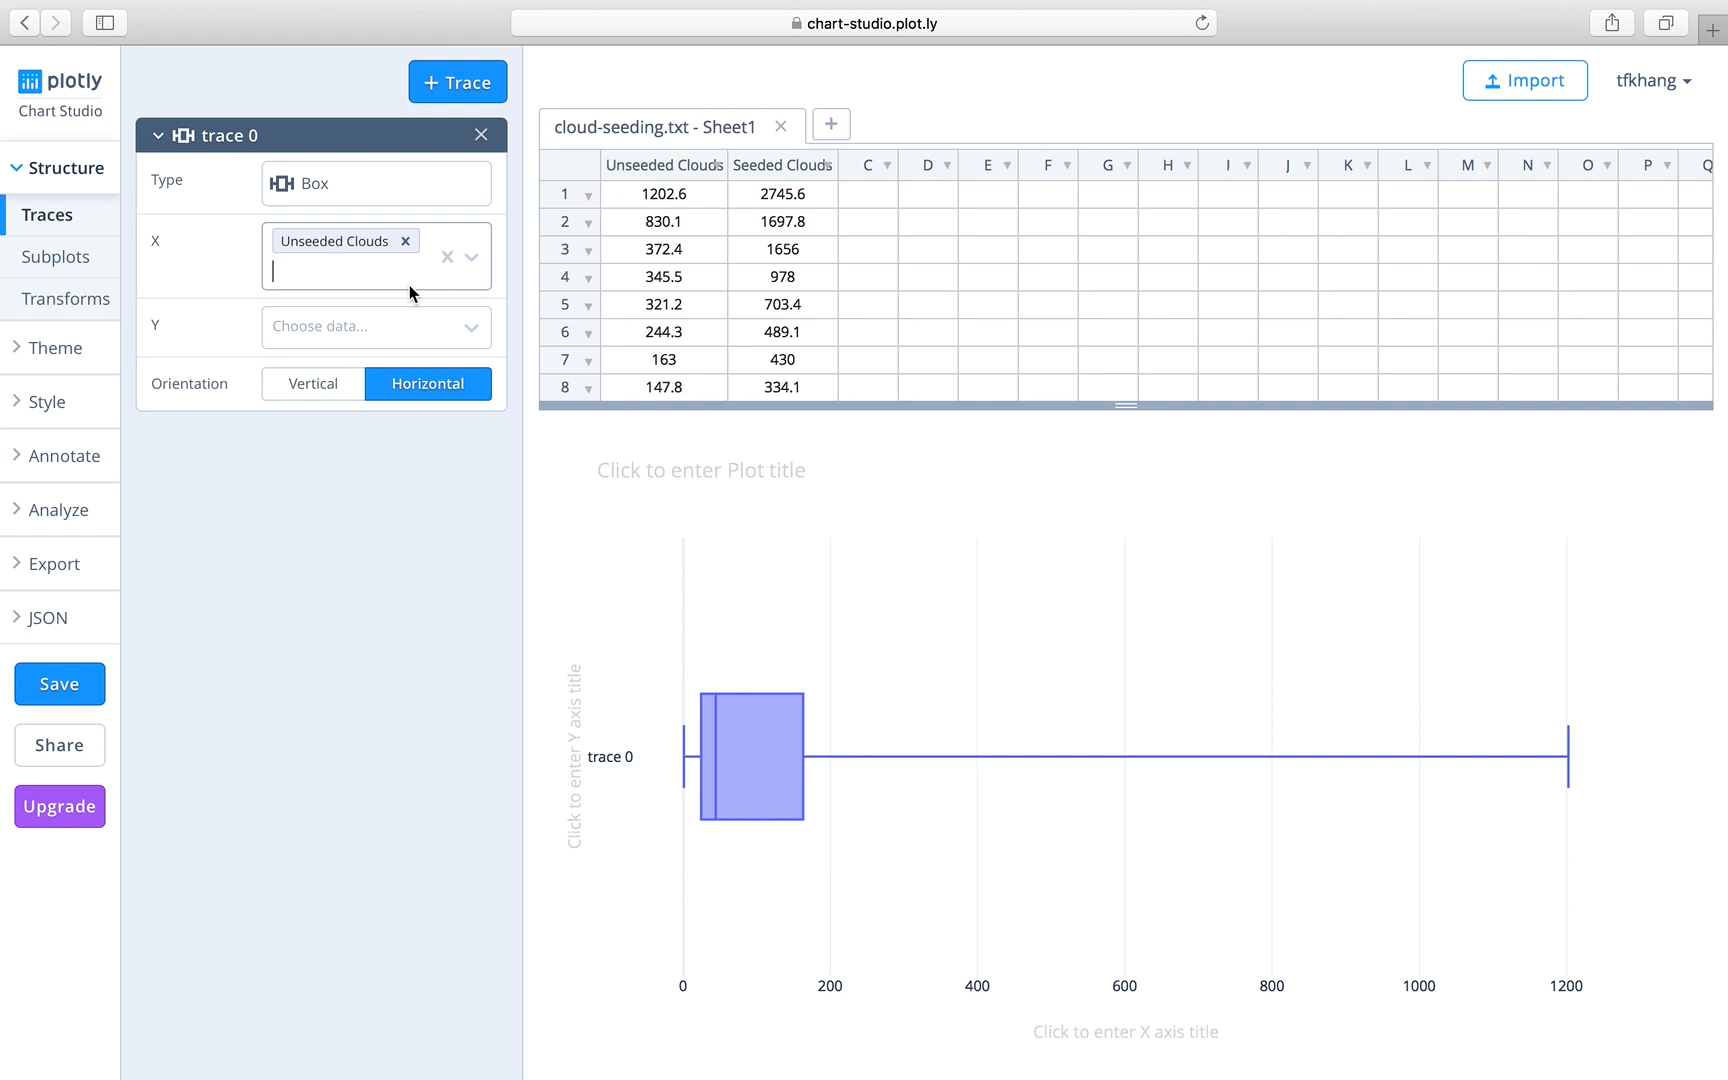 chart-studio.plot.ly
plotly
Chart Studio
Structure
Traces
Subplots
Transforms
Theme
Style
Annotate
Analyze
Export
JSON
Save
Share
Upgrade
+ Trace
trace 0
Type
Box
X
Unseeded Clouds
Y
Choose data...
Orientation
Vertical
Horizontal
Import
tfkhang
cloud-seeding.txt - Sheet1
Unseeded Clouds Seeded Clouds C D E F G H I J K L M N O P Q
1 1202.6 2745.6
2 830.1 1697.8
3 372.4 1656
4 345.5 978
5 321.2 703.4
6 244.3 489.1
7 163 430
8 147.8 334.1
Click to enter Plot title
Click to enter Y axis title
trace 0
0 200 400 600 800 1000 1200
Click to enter X axis title